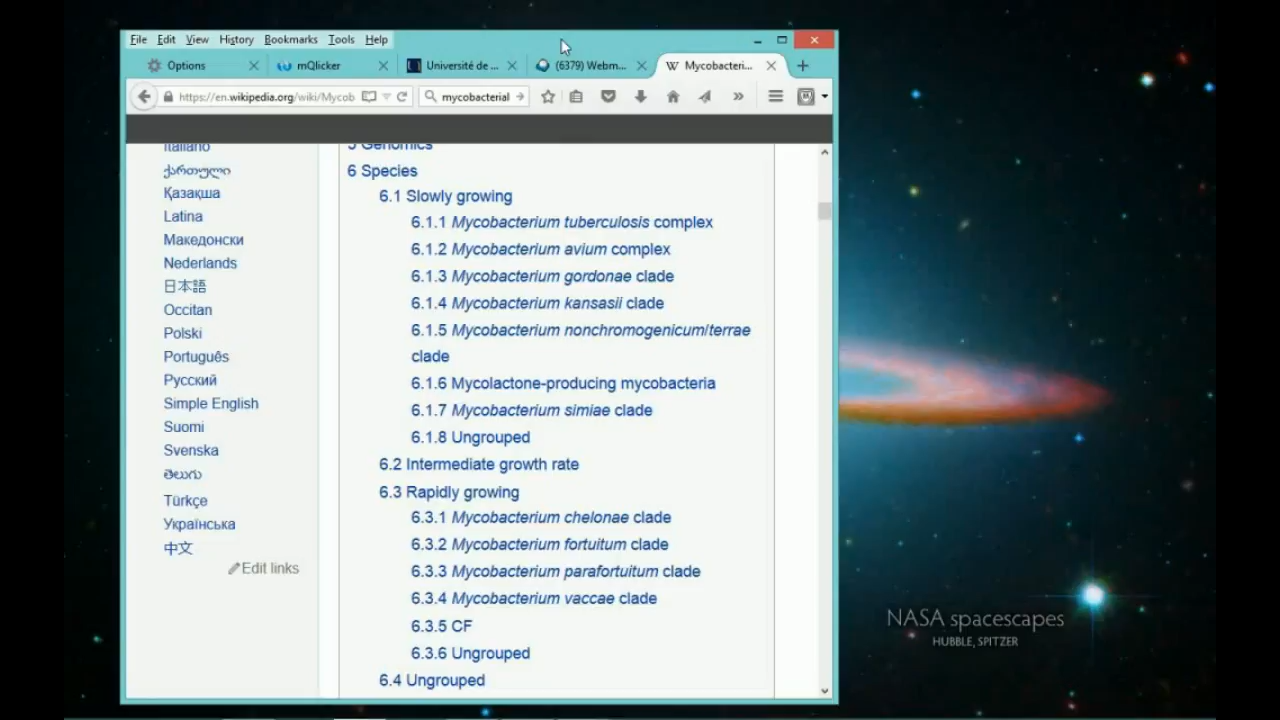 File Edit View History Bookmarks Tools Help
Options mQlicker Université de ... (6379) Webm... Mycobacteri...
https://en.wikipedia.org/wiki/Mycob mycobacterial
Italiano
ქართული
Қазақша
Latina
Македонски
Nederlands
日本語
Occitan
Polski
Português
Русский
Simple English
Suomi
Svenska
తెలుగు
Türkçe
Українська
中文
Edit links
5 Genomics
6 Species
6.1 Slowly growing
6.1.1 Mycobacterium tuberculosis complex
6.1.2 Mycobacterium avium complex
6.1.3 Mycobacterium gordonae clade
6.1.4 Mycobacterium kansasii clade
6.1.5 Mycobacterium nonchromogenicum/terrae
clade
6.1.6 Mycolactone-producing mycobacteria
6.1.7 Mycobacterium simiae clade
6.1.8 Ungrouped
6.2 Intermediate growth rate
6.3 Rapidly growing
6.3.1 Mycobacterium chelonae clade
6.3.2 Mycobacterium fortuitum clade
6.3.3 Mycobacterium parafortuitum clade
6.3.4 Mycobacterium vaccae clade
6.3.5 CF
6.3.6 Ungrouped
6.4 Ungrouped
NASA spacescapes
HUBBLE, SPITZER